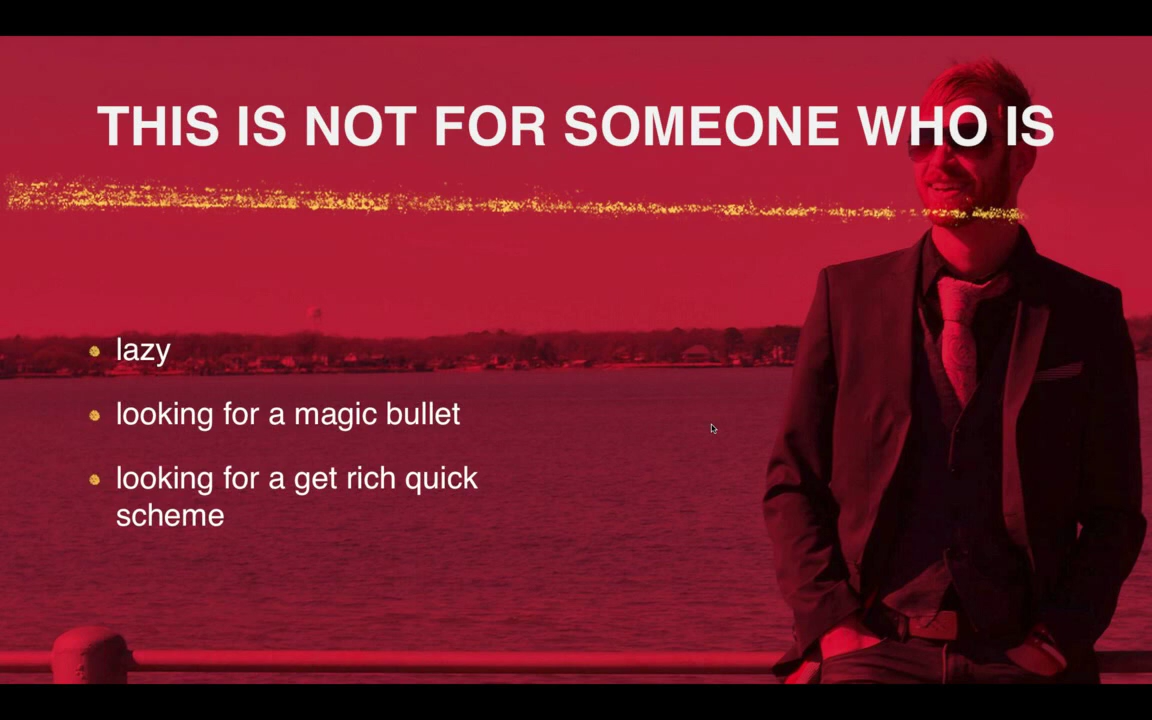 THIS IS NOT FOR SOMEONE WHO IS
lazy
looking for a magic bullet
looking for a get rich quick
scheme